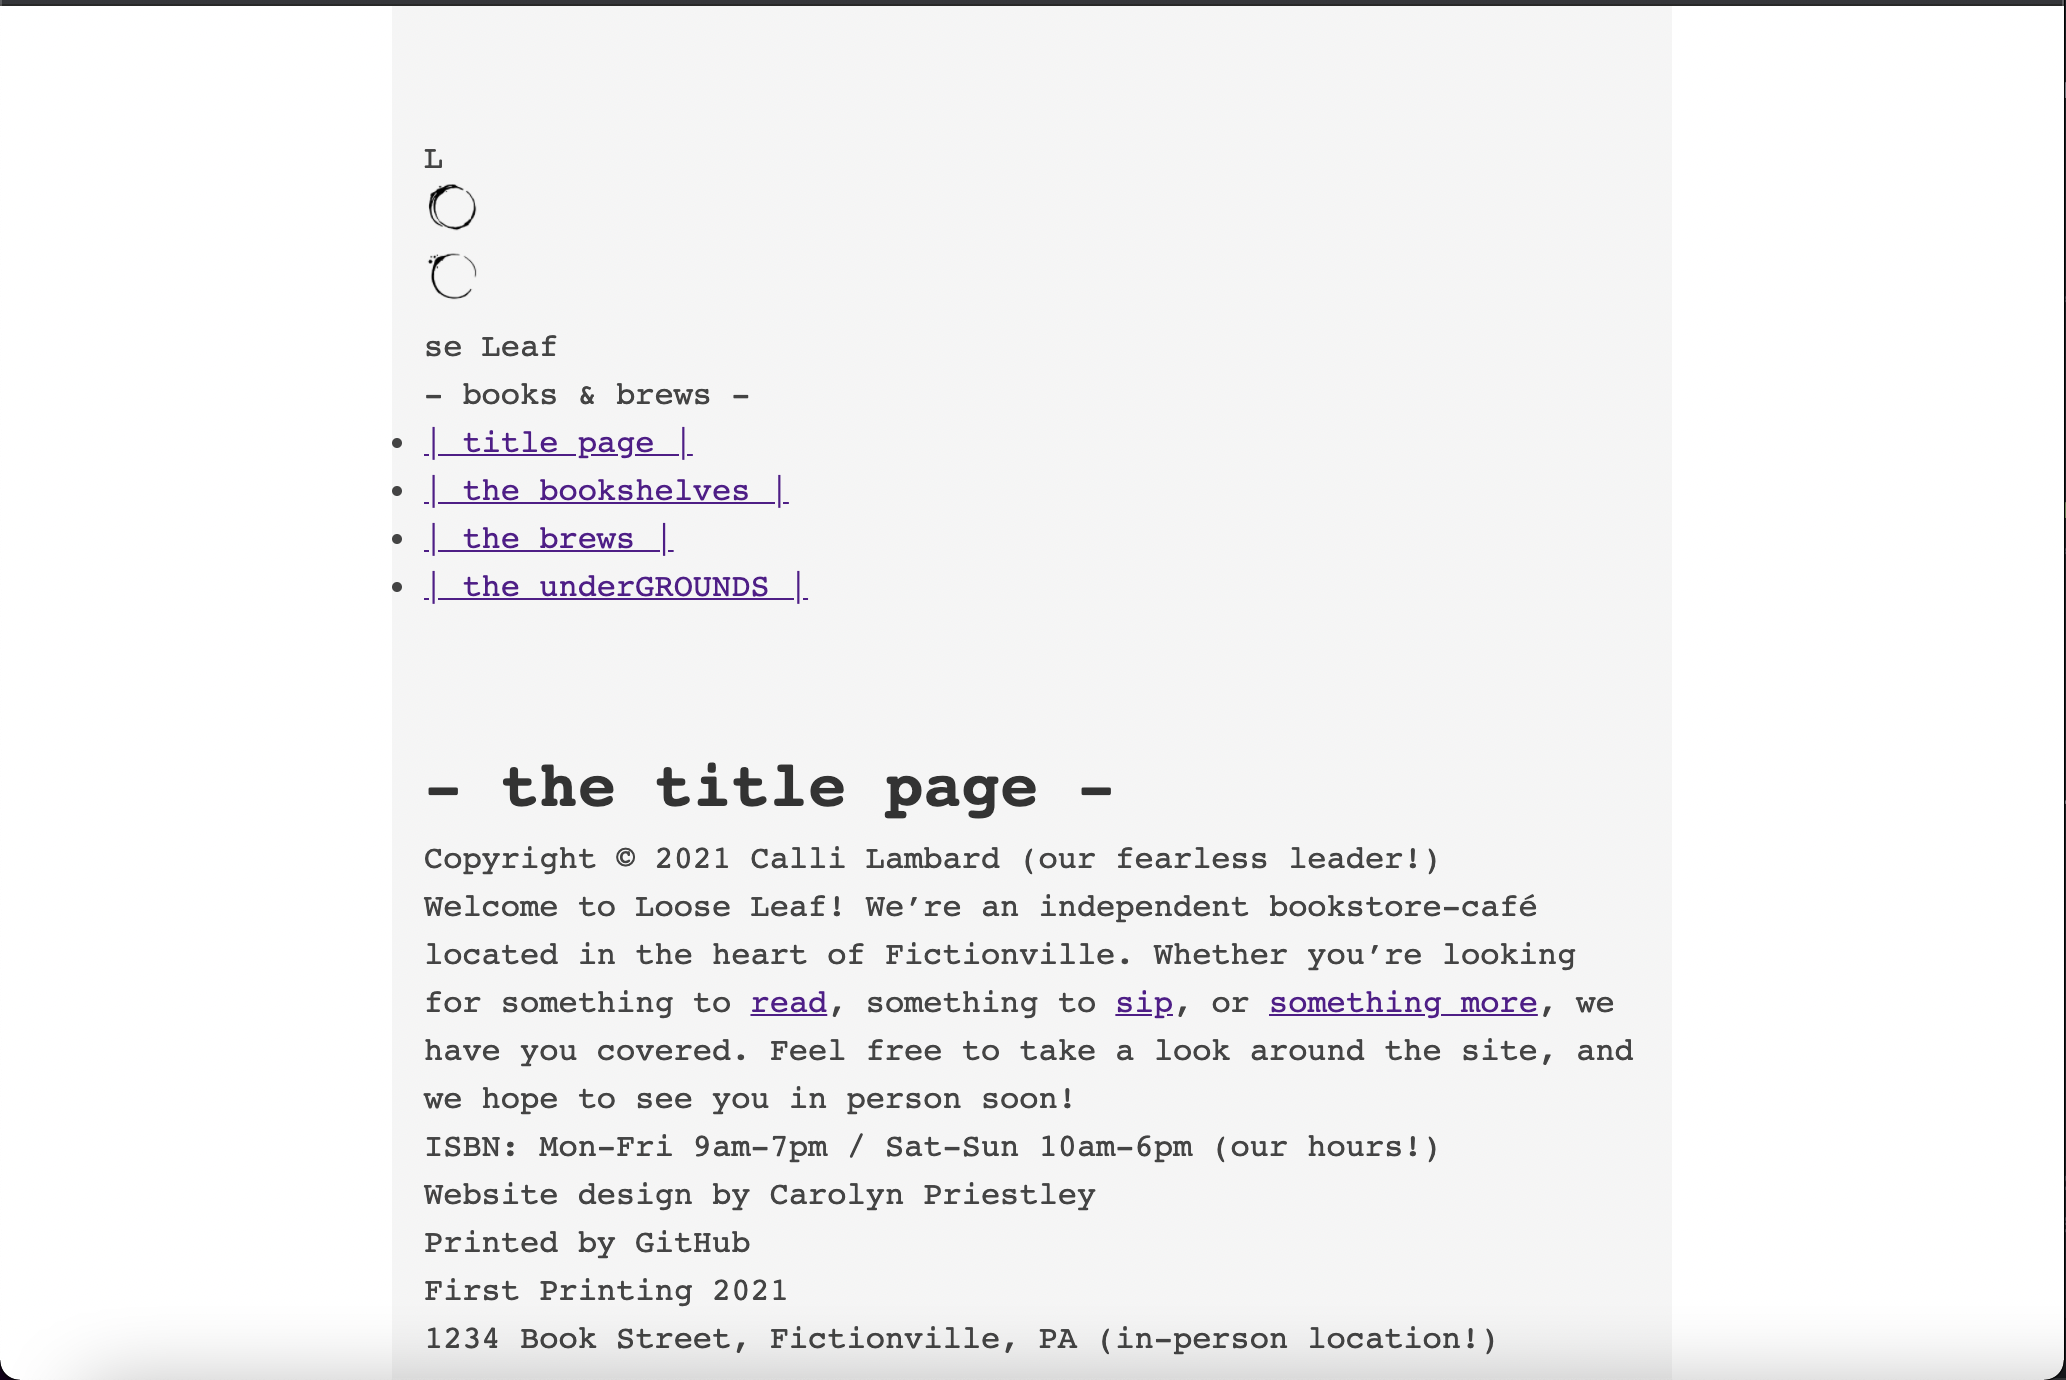 L
se Leaf
- books & brews -
| title page |
| the bookshelves |
| the brews |
| the underGROUNDS |
- the title page -
Copyright © 2021 Calli Lambard (our fearless leader!)
Welcome to Loose Leaf! We’re an independent bookstore-café
located in the heart of Fictionville. Whether you’re looking
for something to read, something to sip, or something more, we
have you covered. Feel free to take a look around the site, and
we hope to see you in person soon!
ISBN: Mon-Fri 9am-7pm / Sat-Sun 10am-6pm (our hours!)
Website design by Carolyn Priestley
Printed by GitHub
First Printing 2021
1234 Book Street, Fictionville, PA (in-person location!)